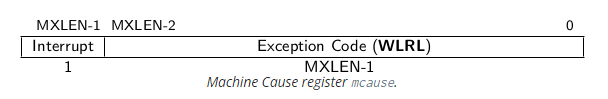 MXLEN-1 MXLEN-2 0
Interrupt Exception Code (WLRL)
1 MXLEN-1
Machine Cause register mcause.